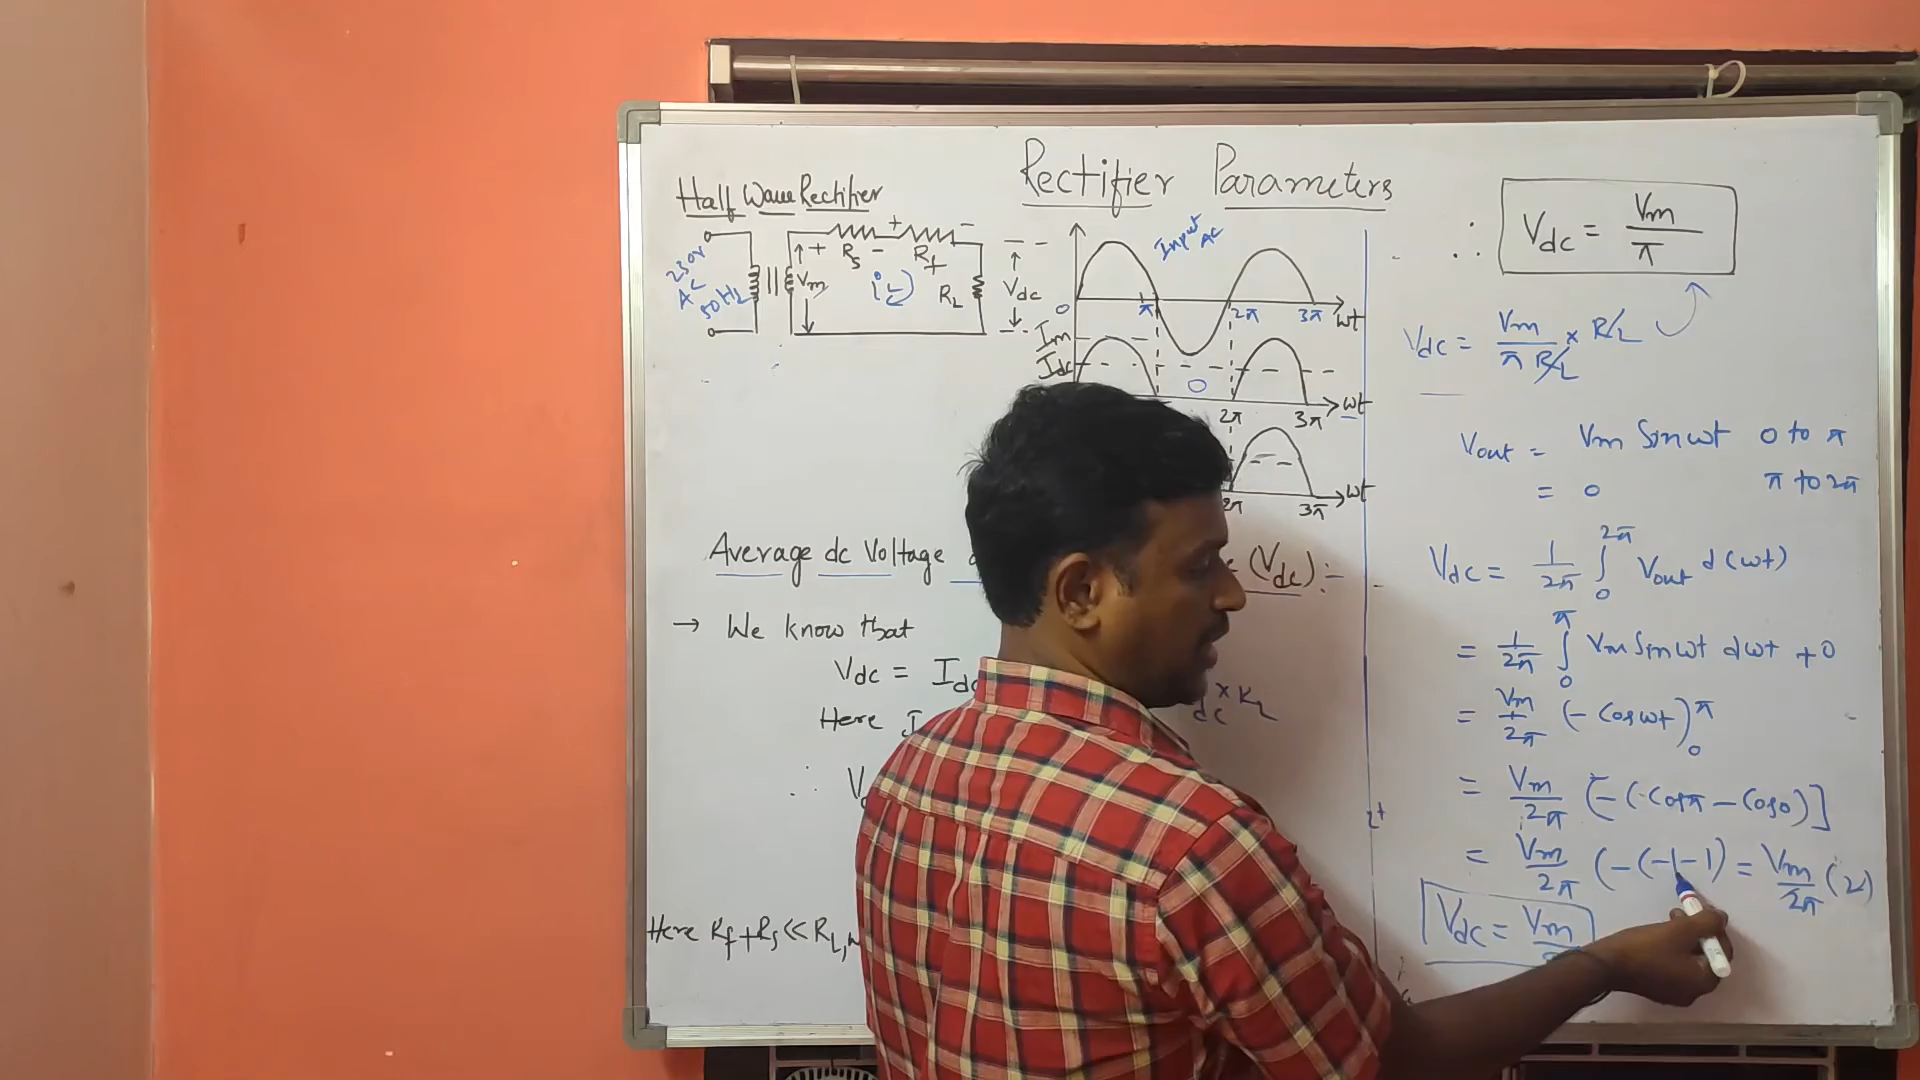 Rectifier Parameters
Half Wave Rectifier
230V
AC
50Hz
+ Rs - + Rf -
Vm
iL
RL
Vdc
Input AC
0 π 2π 3π ωt
Im
Idc
0
2π 3π ωt
2π 3π ωt
Average dc Voltage (Vdc) :-
→ We know that
Vdc = Idc
Here
dc × RL
∴ V
Here Rf + Rs << RL,
∴ Vdc = Vm/π
Vdc = Vm/π RL × RL
Vout = Vm Sin ωt 0 to π
= 0 π to 2π
Vdc = 1/2π ∫₀^2π Vout d(ωt)
= 1/2π ∫₀^π Vm Sin ωt dωt + 0
= Vm/2π (- Cos ωt)₀^π
= Vm/2π (-(Cos π - Cos 0)]
= Vm/2π (-(-1-1) = Vm/2π (2)
Vdc = Vm